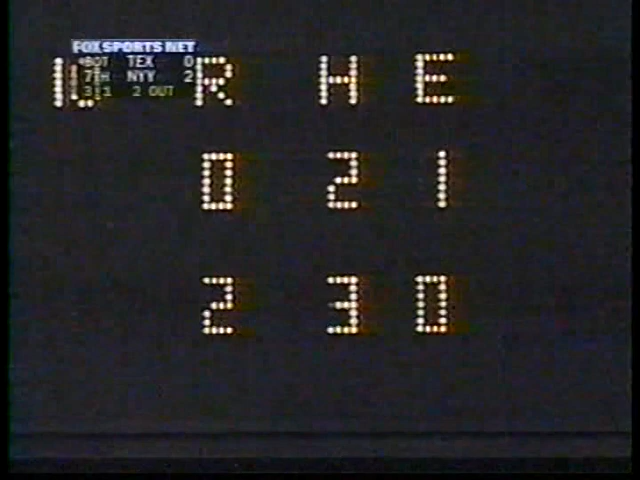 FOX SPORTS NET
BOT TEX 0
7TH NYY 2
3-1 2 OUT
10 R H E
0 2 1
2 3 0